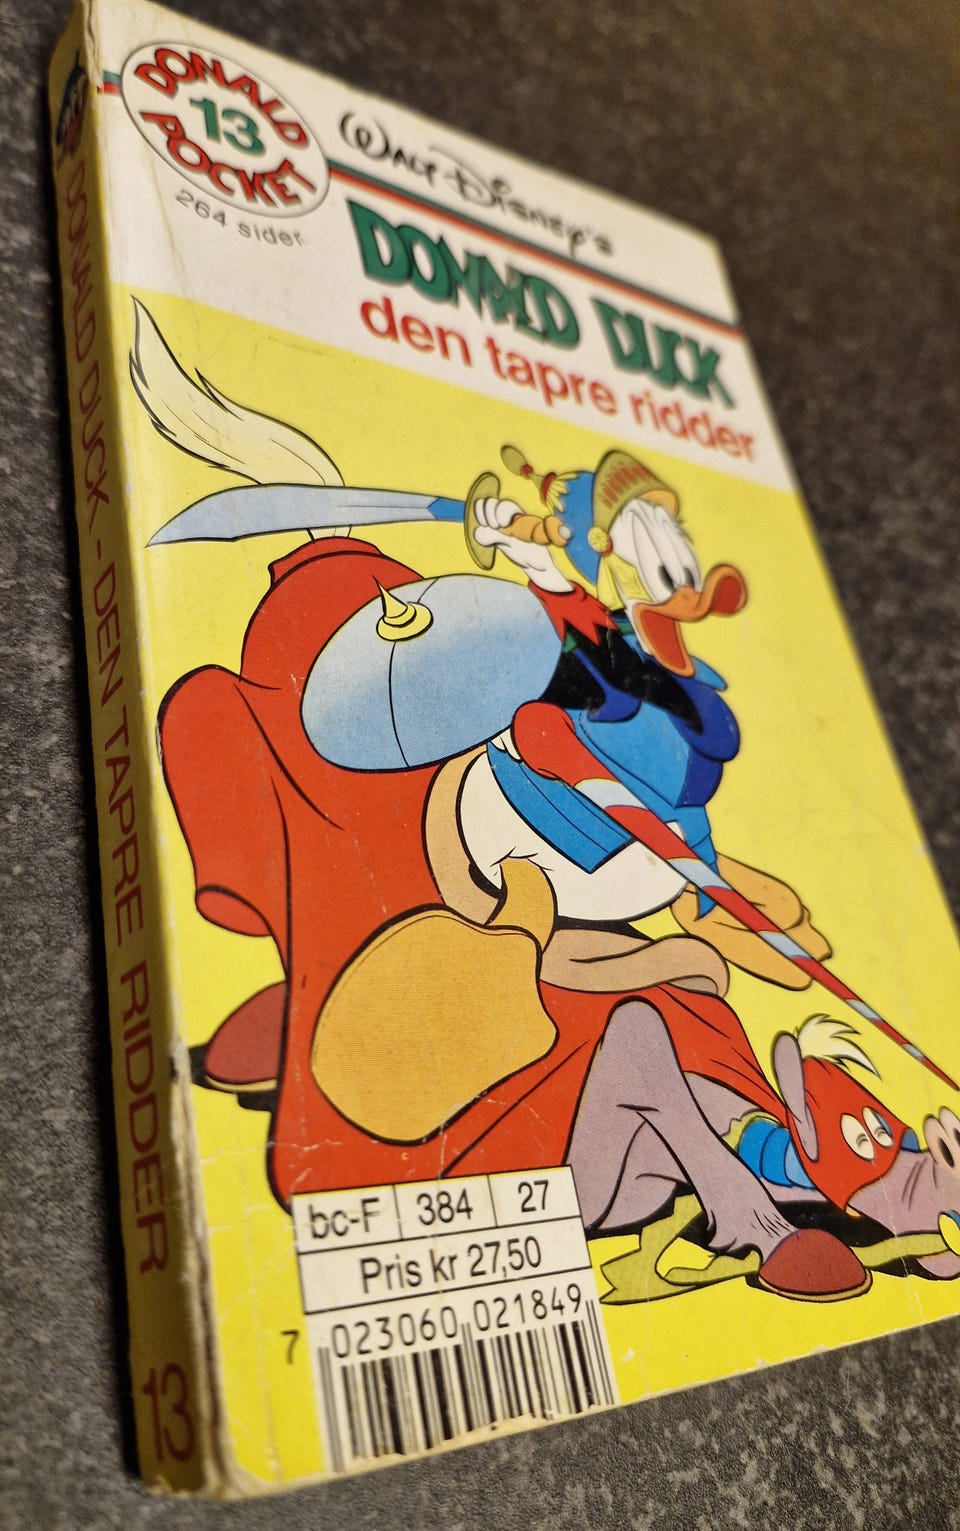 DONALD
13
POCKET
264 sider
Walt Disney's
DONALD DUCK
den tapre ridder
bc-F 384 27
Pris kr 27,50
7 023060 021849
DONALD DUCK - DEN TAPRE RIDDER
13